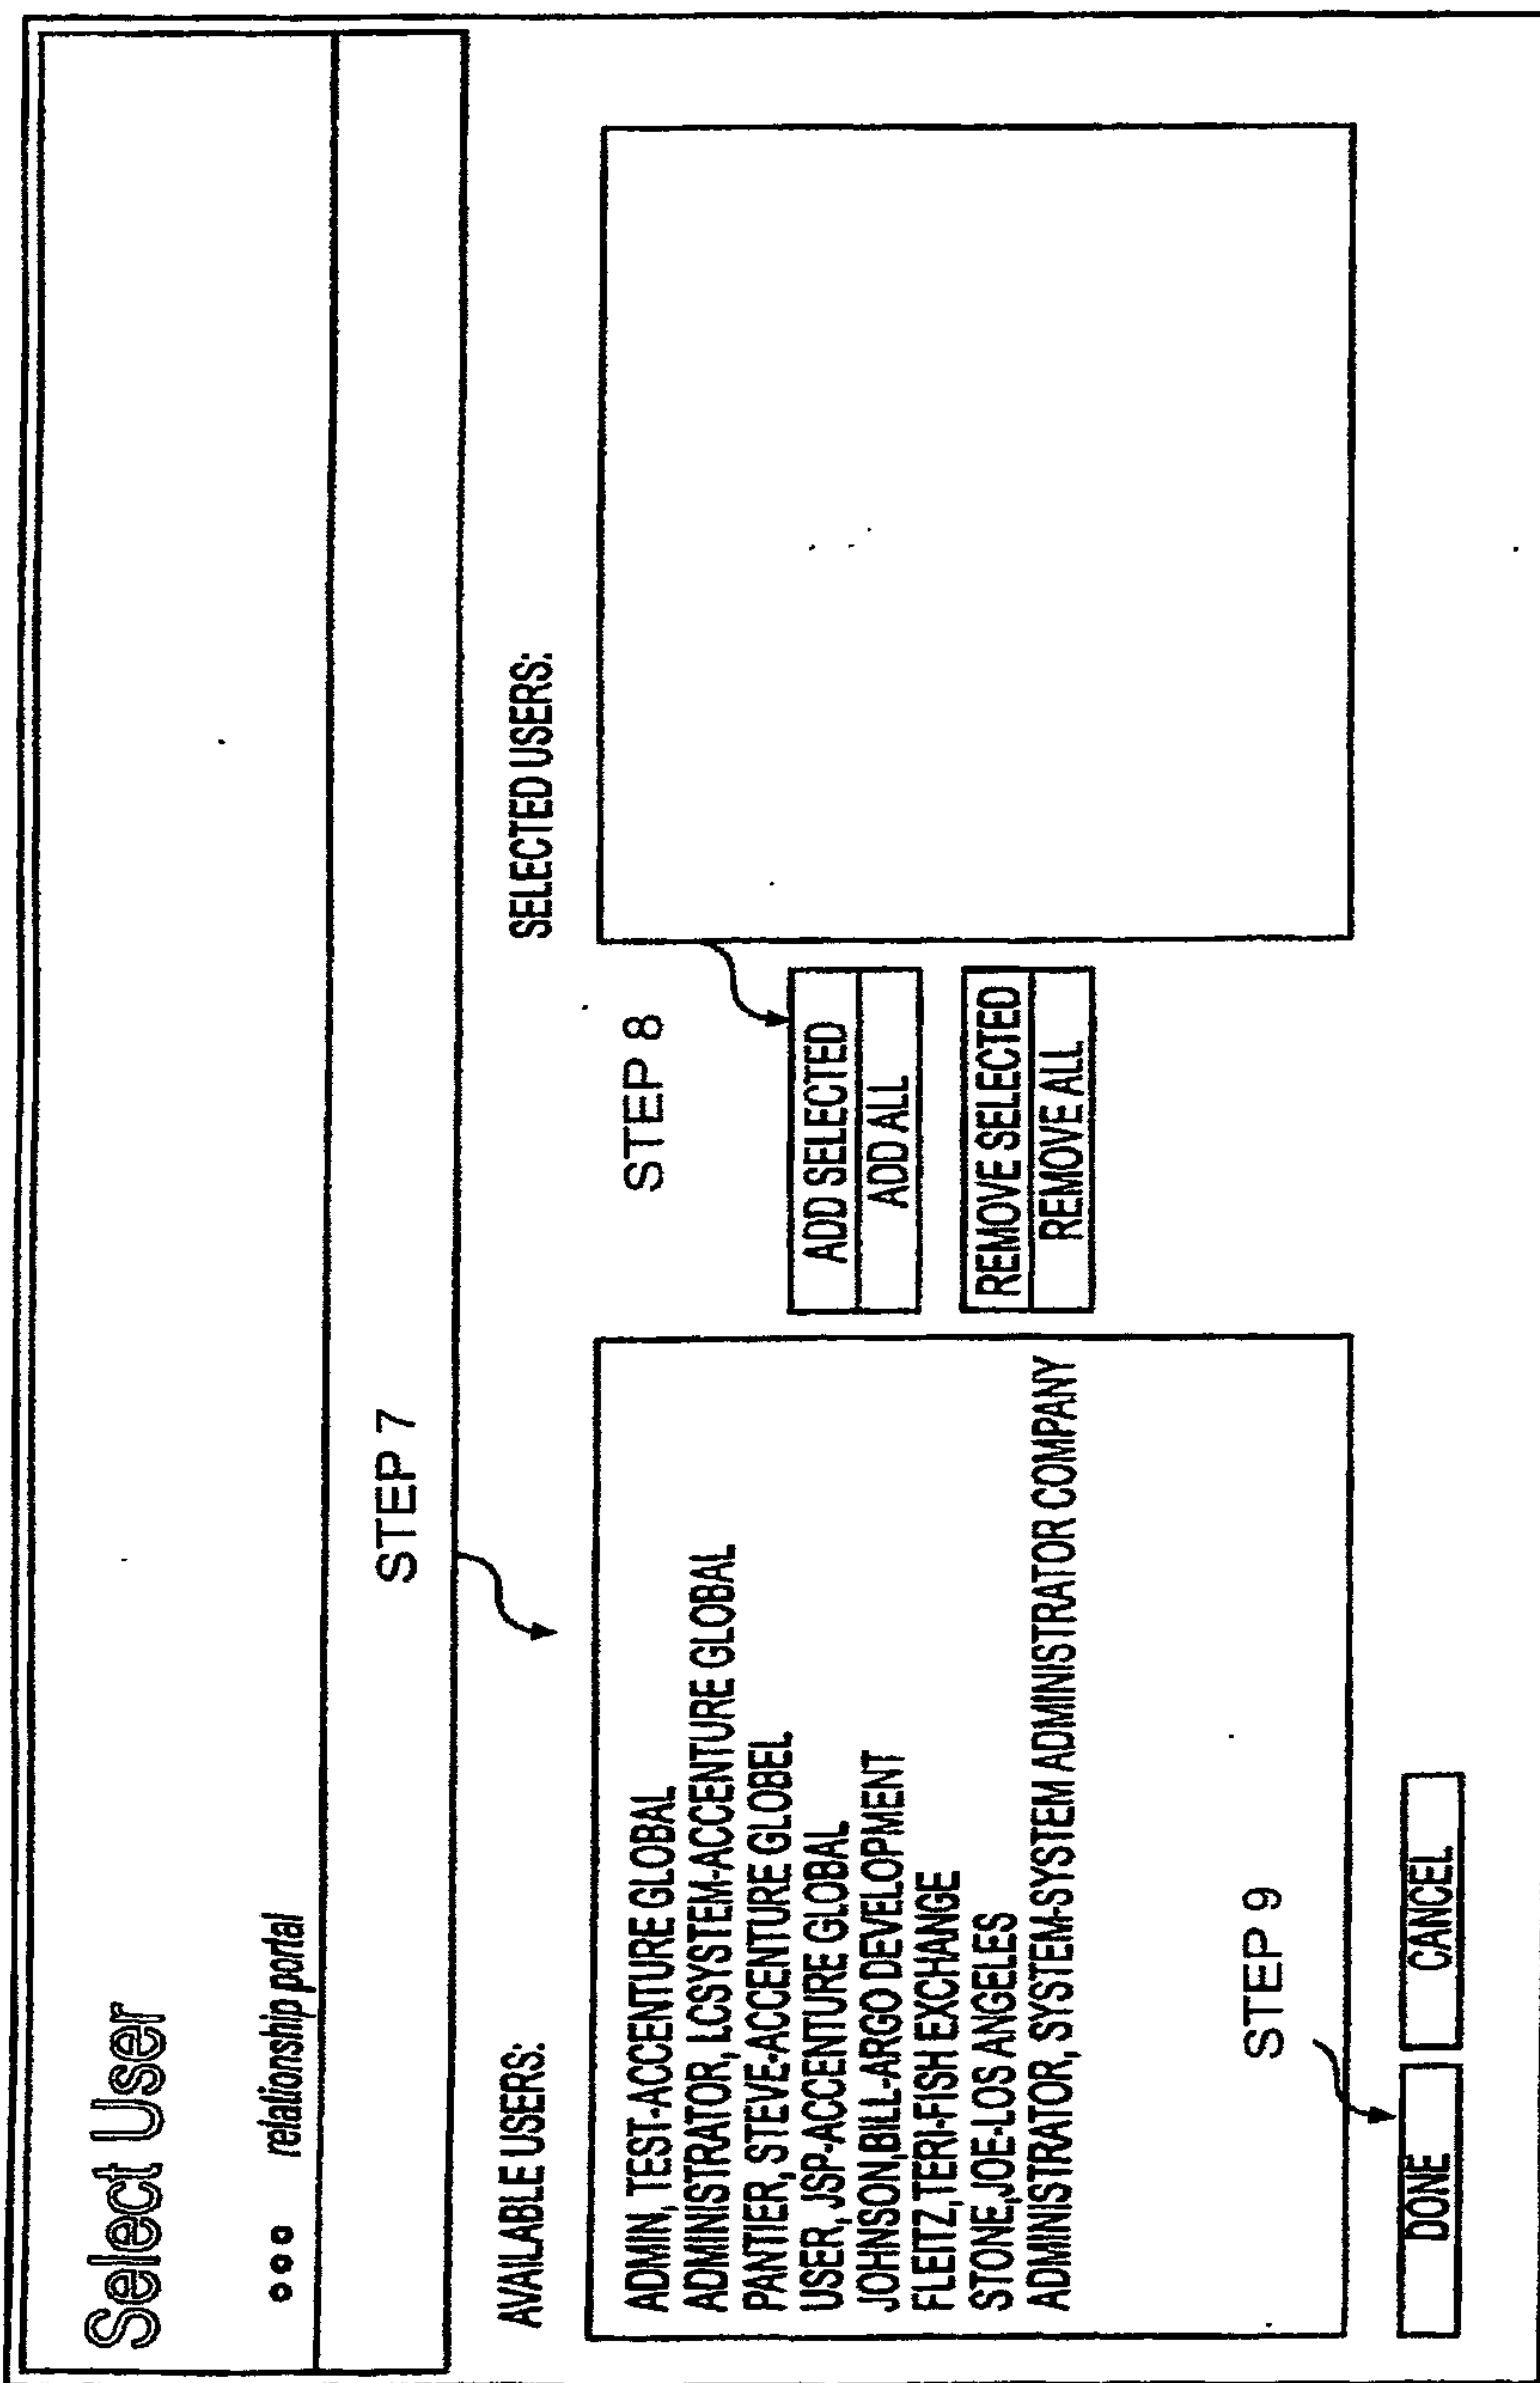 Select User
relationship portal
STEP 7
AVAILABLE USERS:
SELECTED USERS:
ADMIN, TEST-ACCENTURE GLOBAL
ADMINISTRATOR, LCSYSTEM-ACCENTURE GLOBAL
PANTIER, STEVE-ACCENTURE GLOBEL
USER, JSP-ACCENTURE GLOBAL
JOHNSON,BILL-ARGO DEVELOPMENT
FLEITZ,TERI-FISH EXCHANGE
STONE,JOE-LOS ANGELES
ADMINISTRATOR, SYSTEM-SYSTEM ADMINISTRATOR COMPANY
STEP 8
ADD SELECTED
ADD ALL
REMOVE SELECTED
REMOVE ALL
STEP 9
DONE
CANCEL